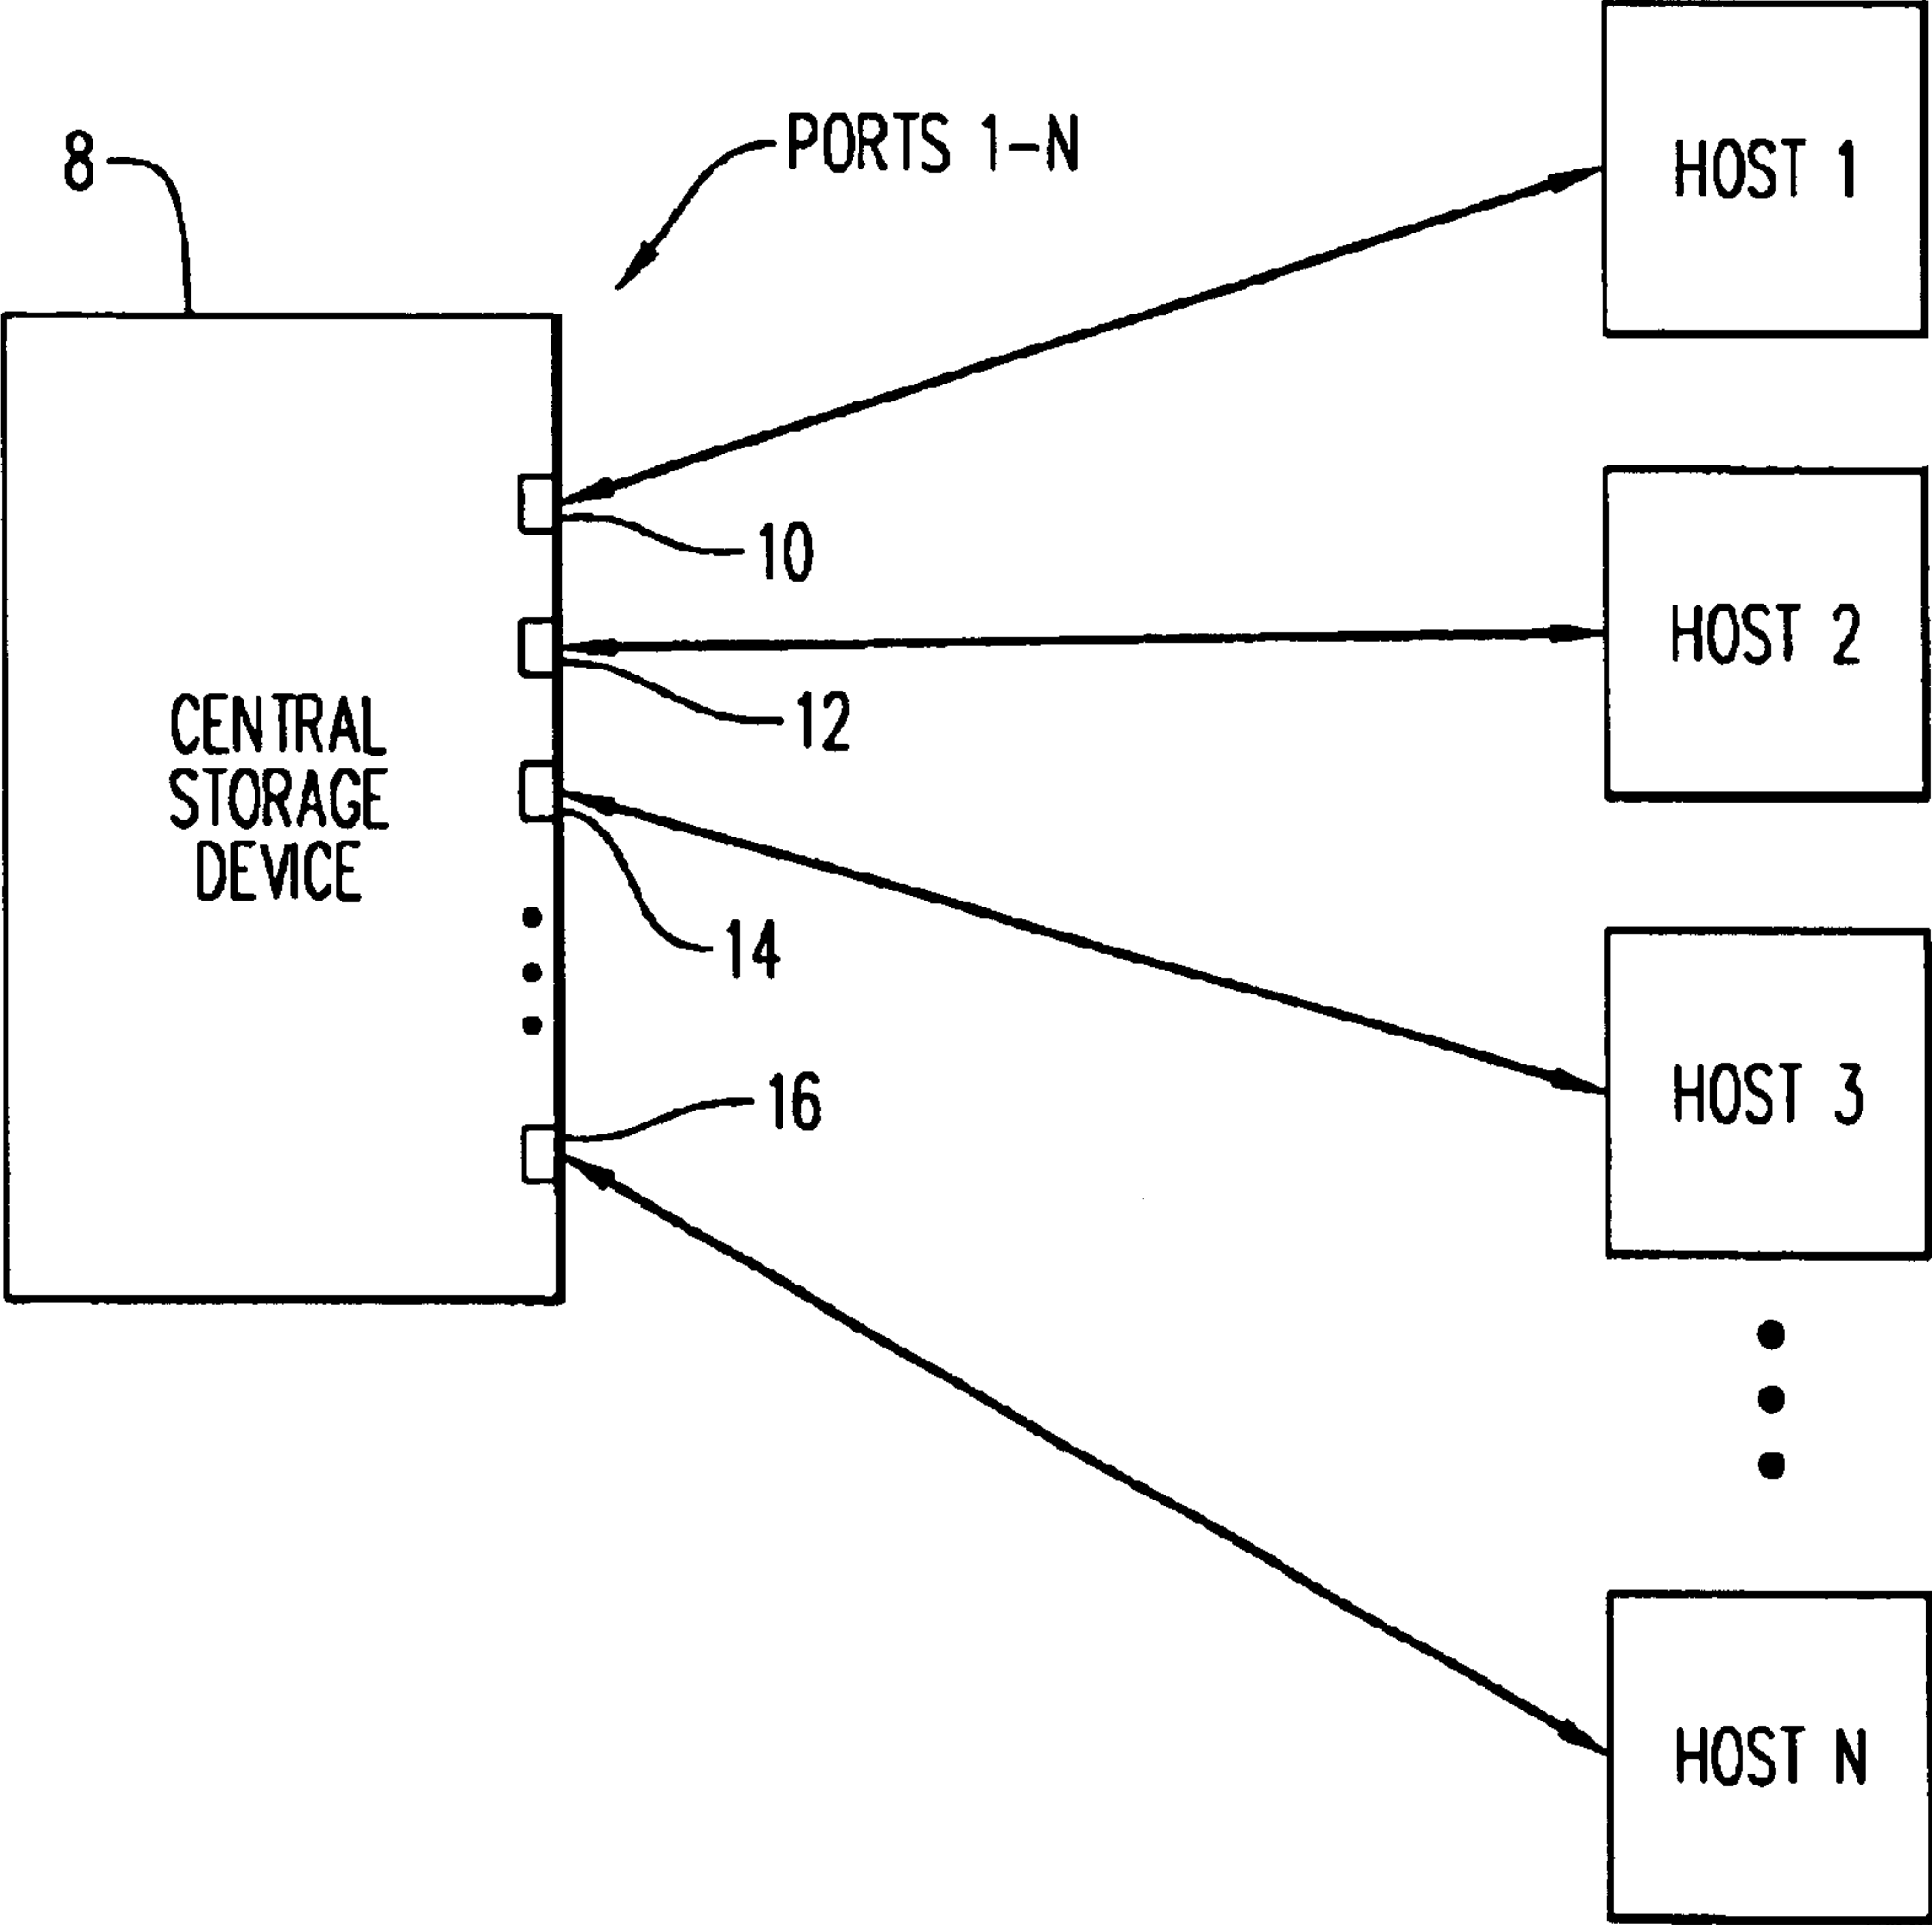 8
PORTS 1-N
HOST 1
10
HOST 2
12
CENTRAL
STORAGE
DEVICE
14
HOST 3
16
HOST N